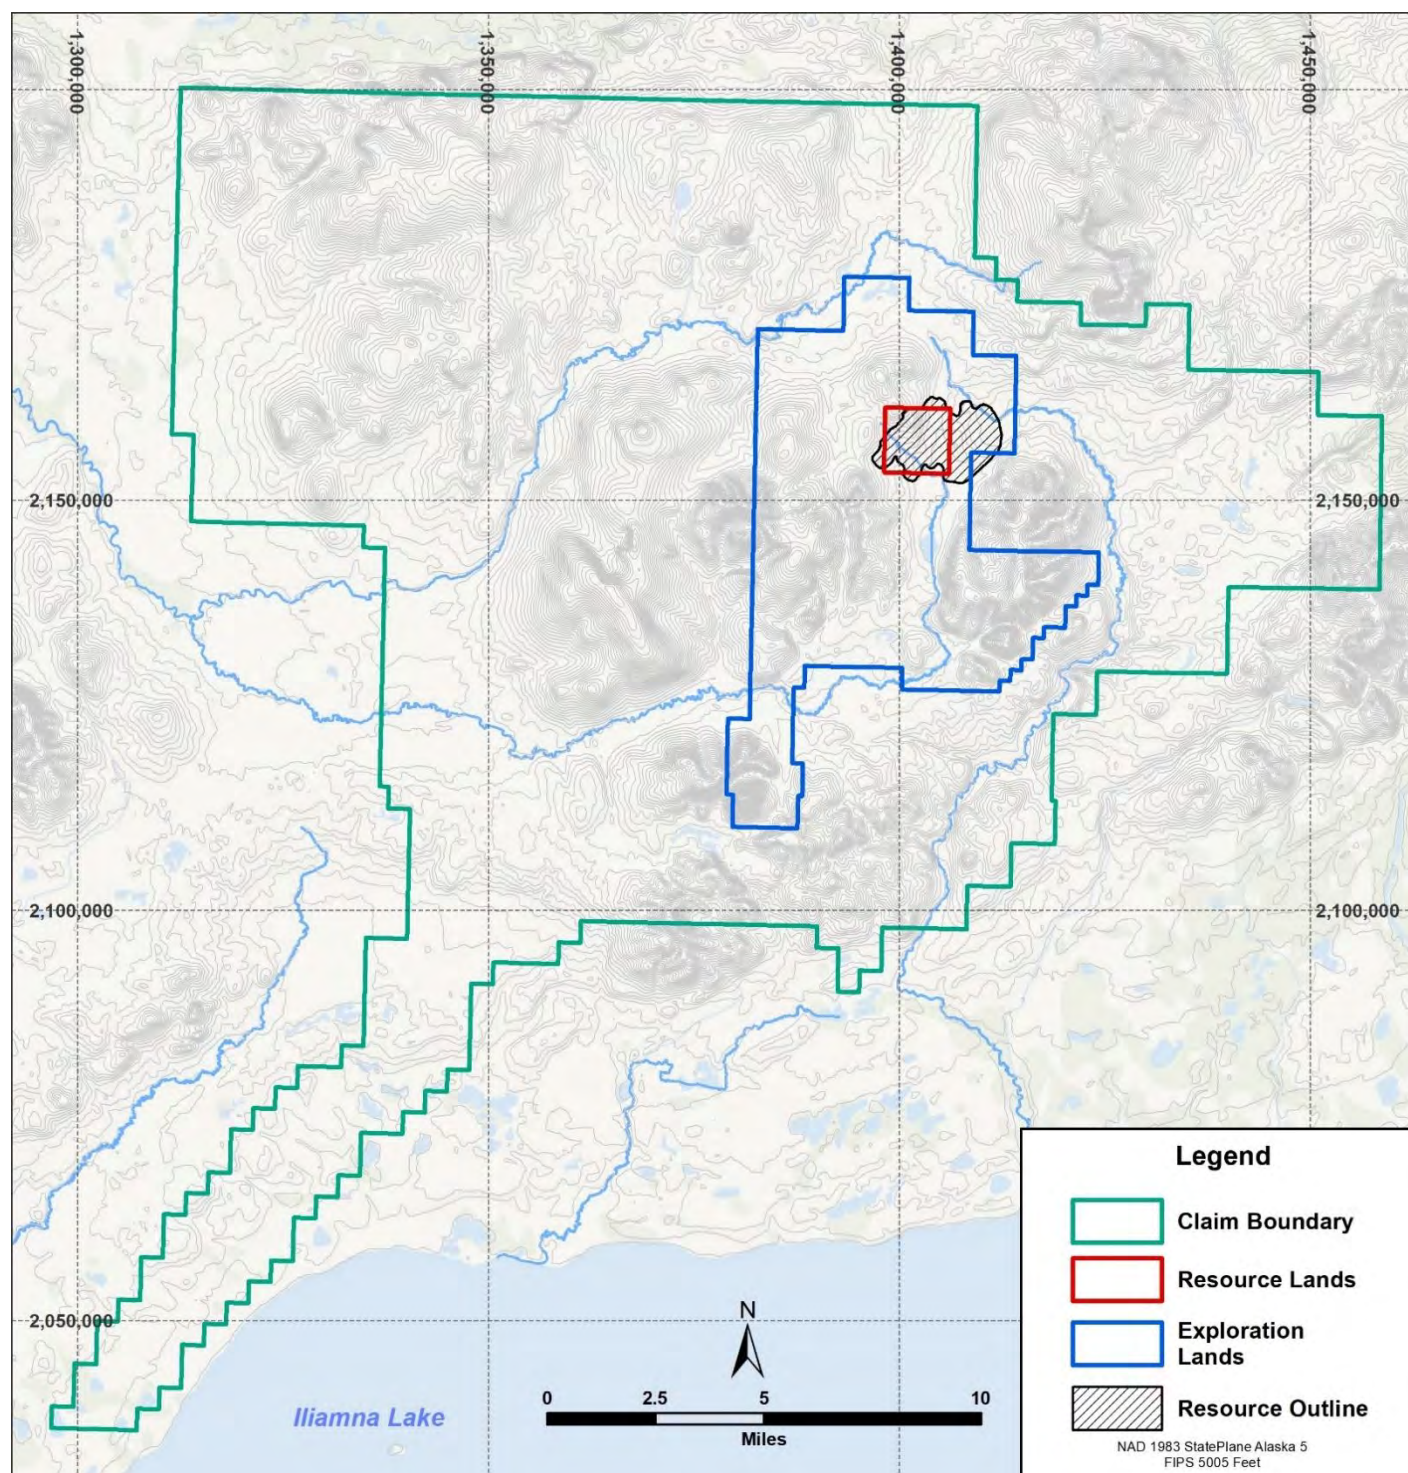 1,300,000
1,350,000
1,400,000
1,450,000
2,150,000
2,150,000
2,100,000
2,100,000
2,050,000
Iliamna Lake
N
0 2.5 5 10
Miles
Legend
Claim Boundary
Resource Lands
Exploration
Lands
Resource Outline
NAD 1983 StatePlane Alaska 5
FIPS 5005 Feet